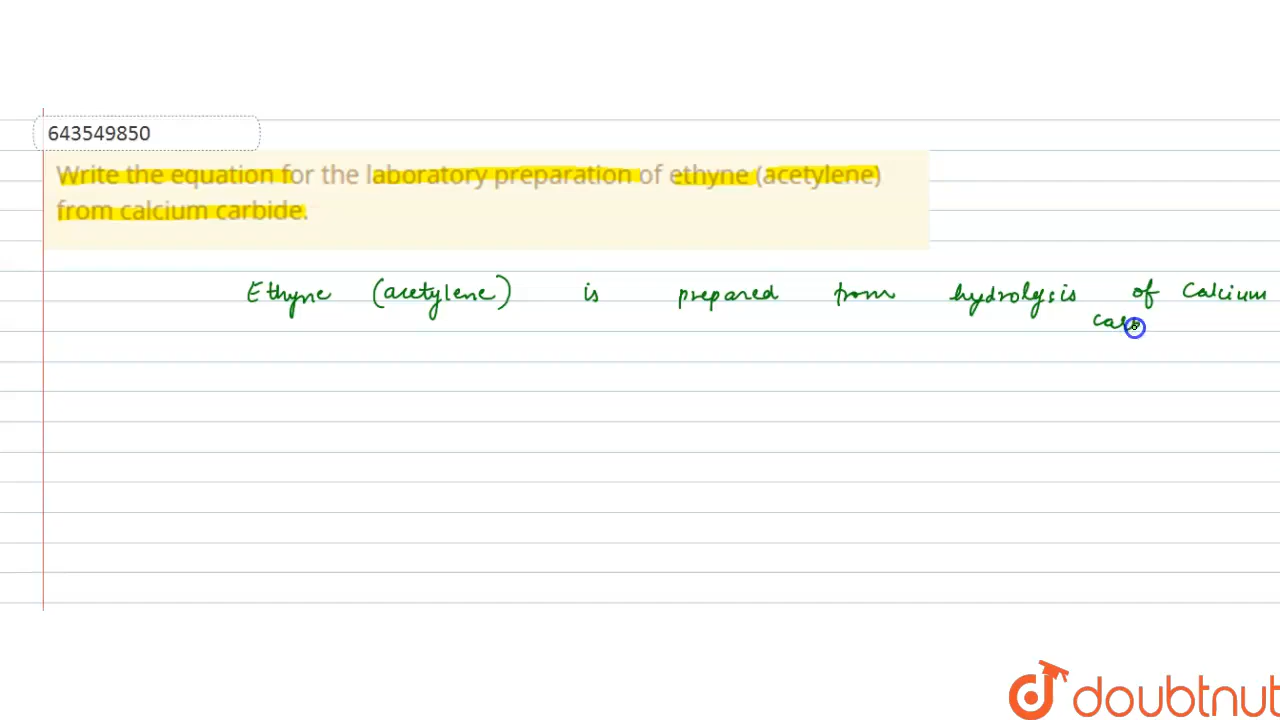 643549850
Write the equation for the laboratory preparation of ethyne (acetylene)
from calcium carbide.
Ethyne (acetylene) is prepared from hydrolysis of Calcium
carb
doubtnut